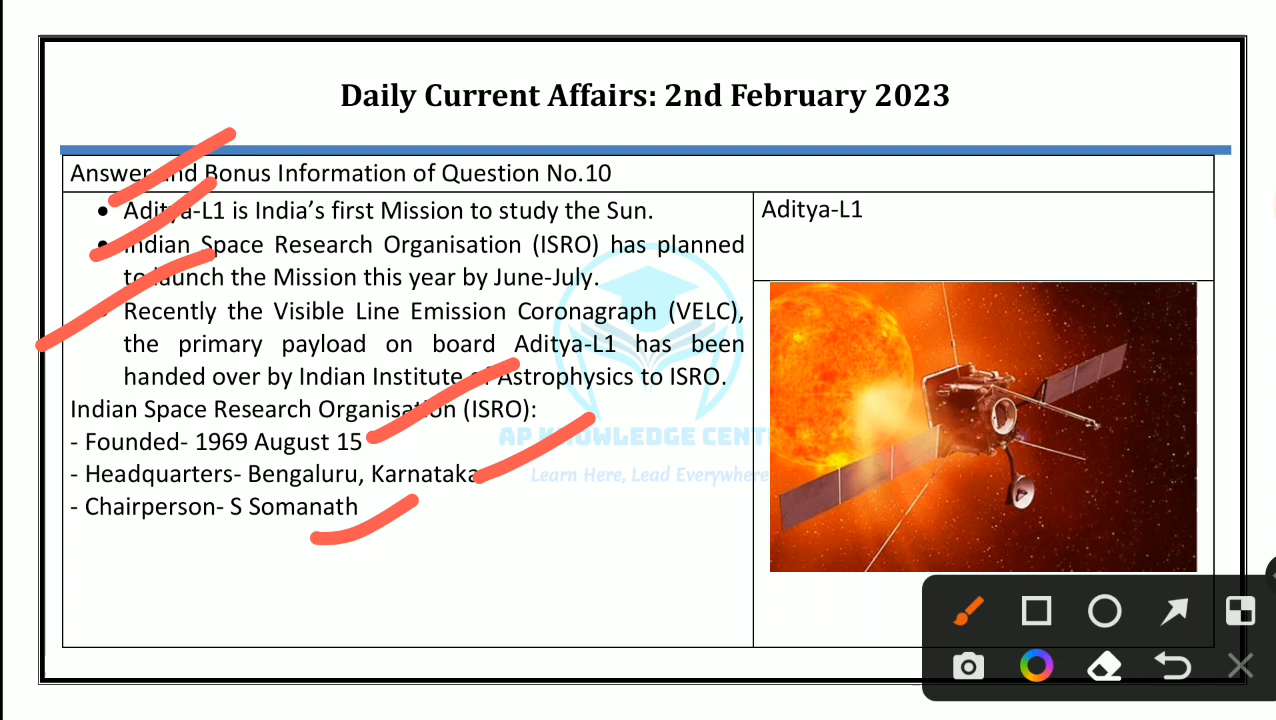 Daily Current Affairs: 2nd February 2023
Answer and Bonus Information of Question No.10
• Aditya-L1 is India’s first Mission to study the Sun.
• Indian Space Research Organisation (ISRO) has planned
to launch the Mission this year by June-July.
• Recently the Visible Line Emission Coronagraph (VELC),
the primary payload on board Aditya-L1 has been
handed over by Indian Institute of Astrophysics to ISRO.
Indian Space Research Organisation (ISRO):
- Founded- 1969 August 15
- Headquarters- Bengaluru, Karnataka
- Chairperson- S Somanath
Aditya-L1
AP KNOWLEDGE
Learn Here, Lead Everywhere